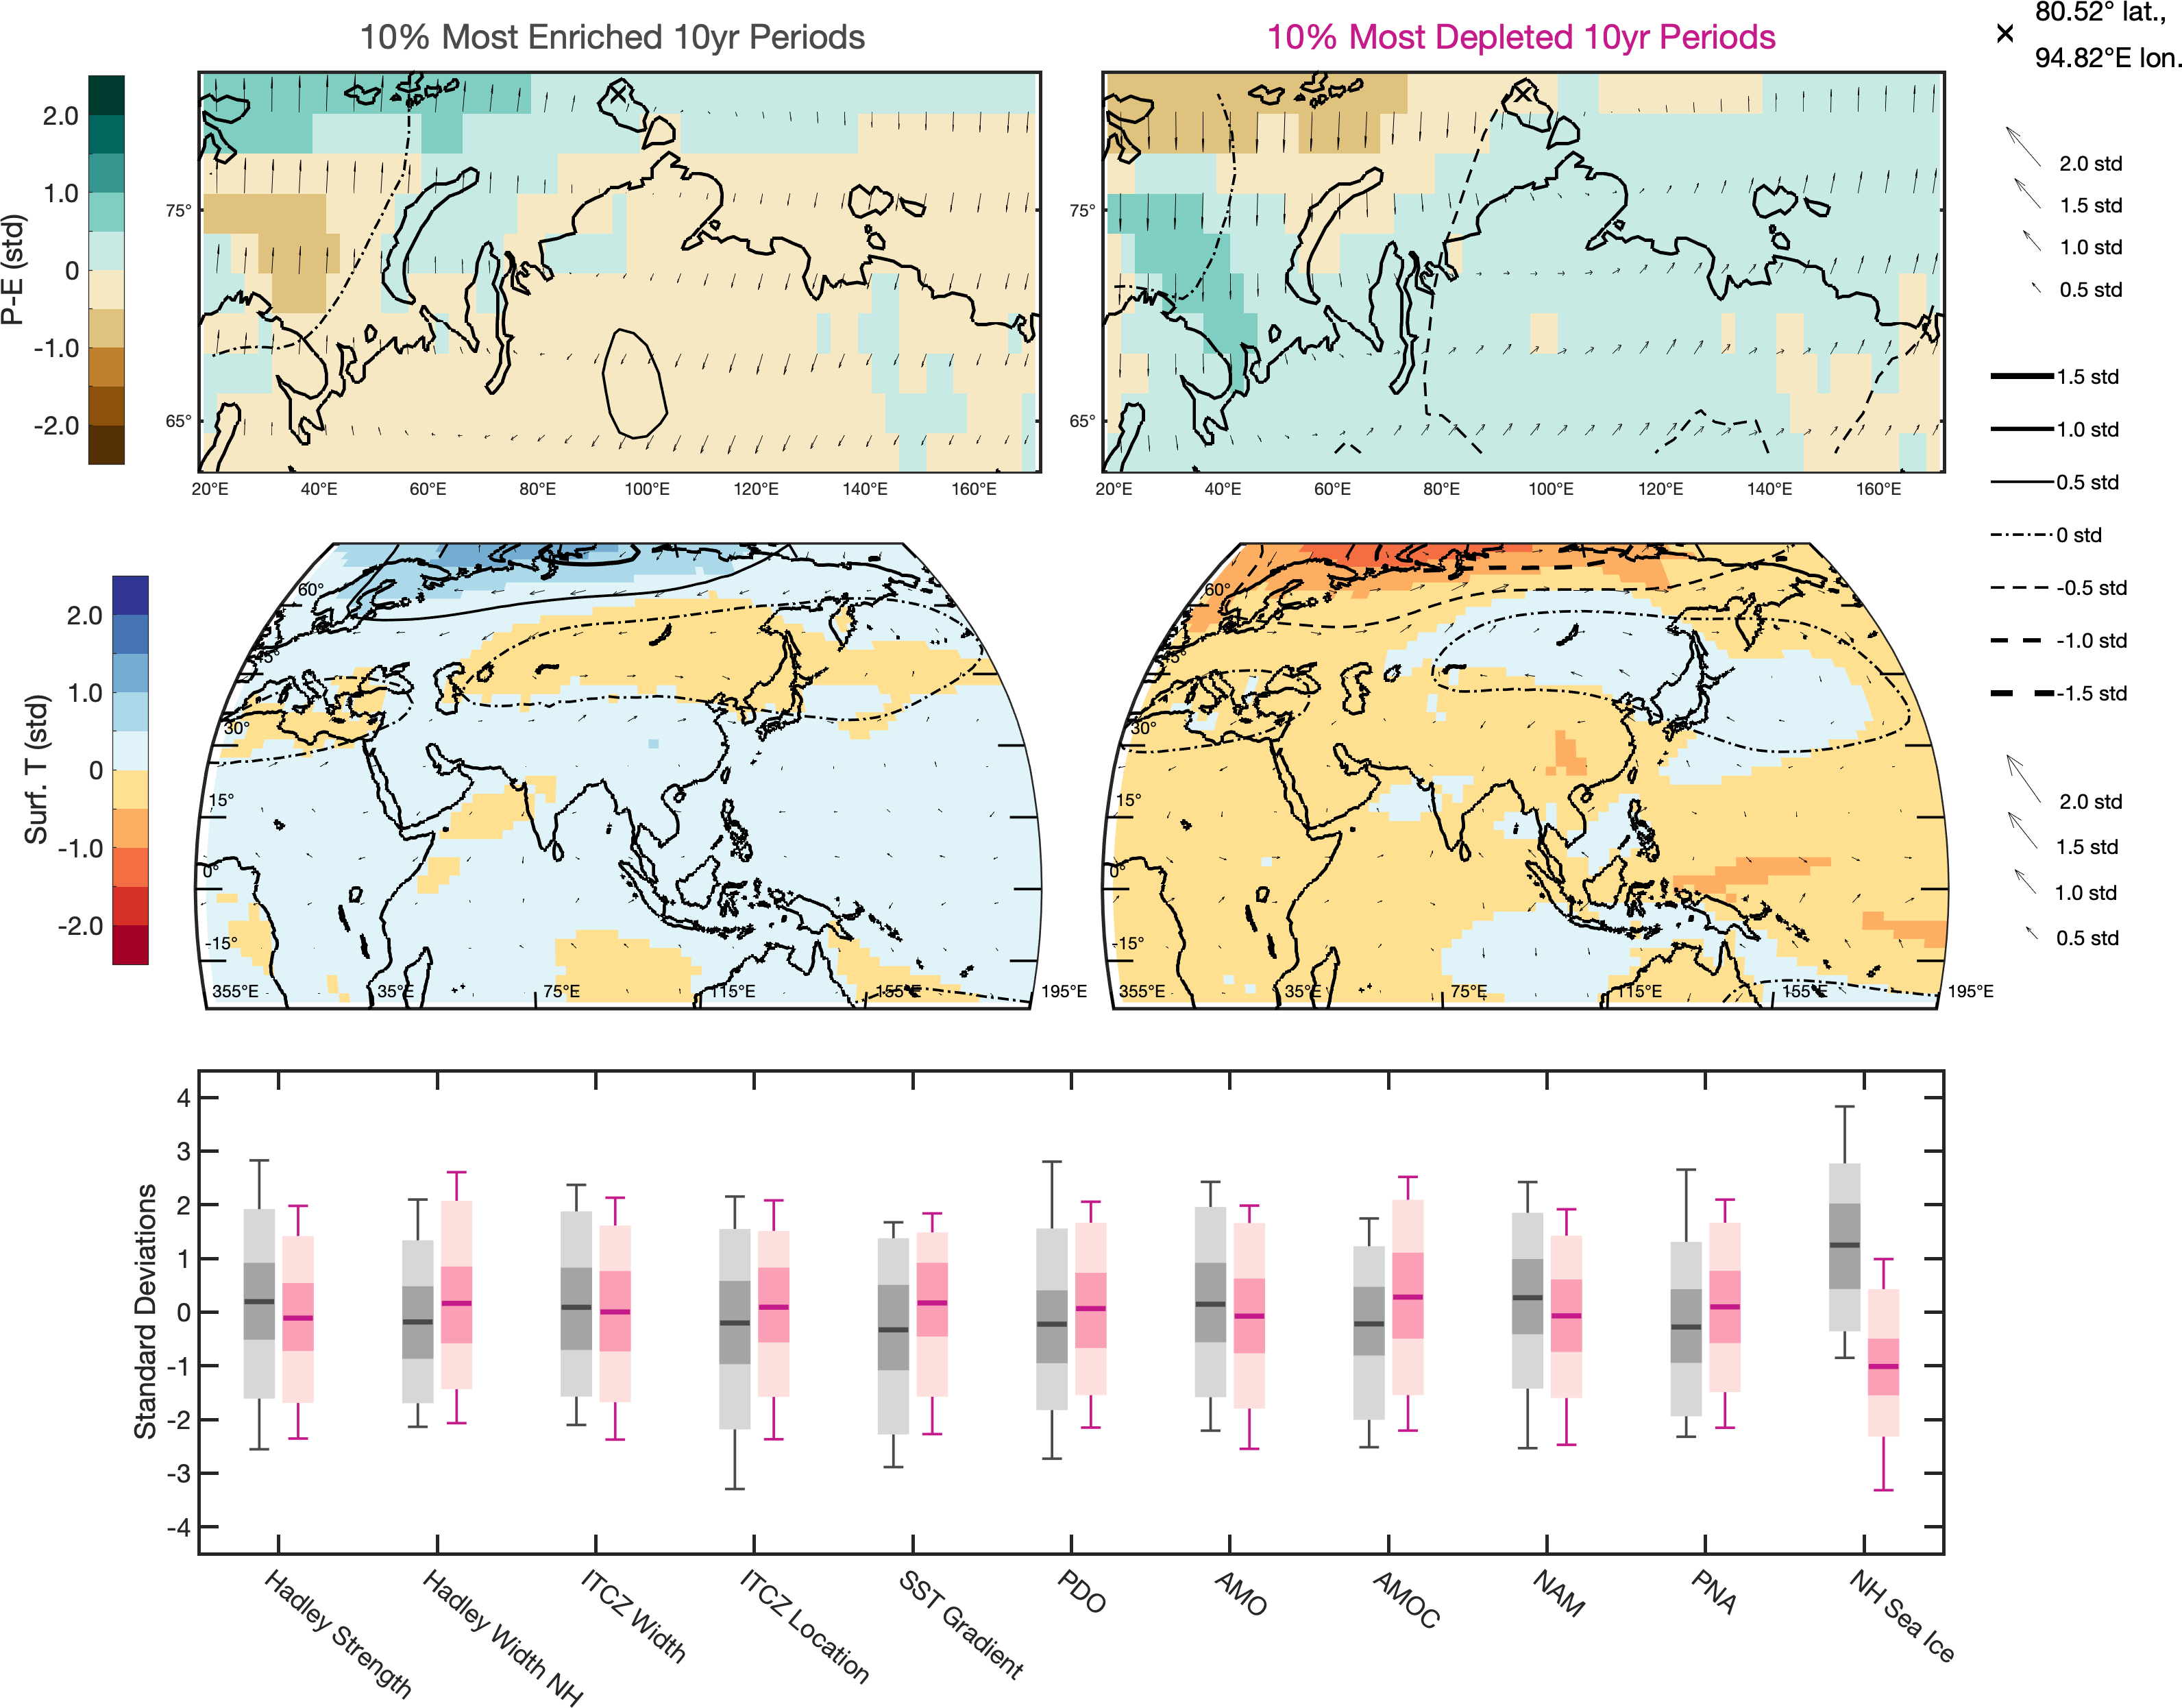 10% Most Enriched 10yr Periods
10% Most Depleted 10yr Periods
80.52° lat.,
94.82°E lon.
P-E (std)
2.0
1.0
0
-1.0
-2.0
75°
65°
20°E 40°E 60°E 80°E 100°E 120°E 140°E 160°E
75°
65°
20°E 40°E 60°E 80°E 100°E 120°E 140°E 160°E
2.0 std
1.5 std
1.0 std
0.5 std
1.5 std
1.0 std
0.5 std
0 std
-0.5 std
-1.0 std
-1.5 std
Surf. T (std)
2.0
1.0
0
-1.0
-2.0
60°
45°
30°
15°
0°
-15°
355°E 35°E 75°E 115°E 155°E 195°E
60°
45°
30°
15°
0°
-15°
355°E 35°E 75°E 115°E 155°E 195°E
2.0 std
1.5 std
1.0 std
0.5 std
Standard Deviations
4
3
2
1
0
-1
-2
-3
-4
Hadley Strength
Hadley Width NH
ITCZ Width
ITCZ Location
SST Gradient
PDO
AMO
AMOC
NAM
PNA
NH Sea Ice